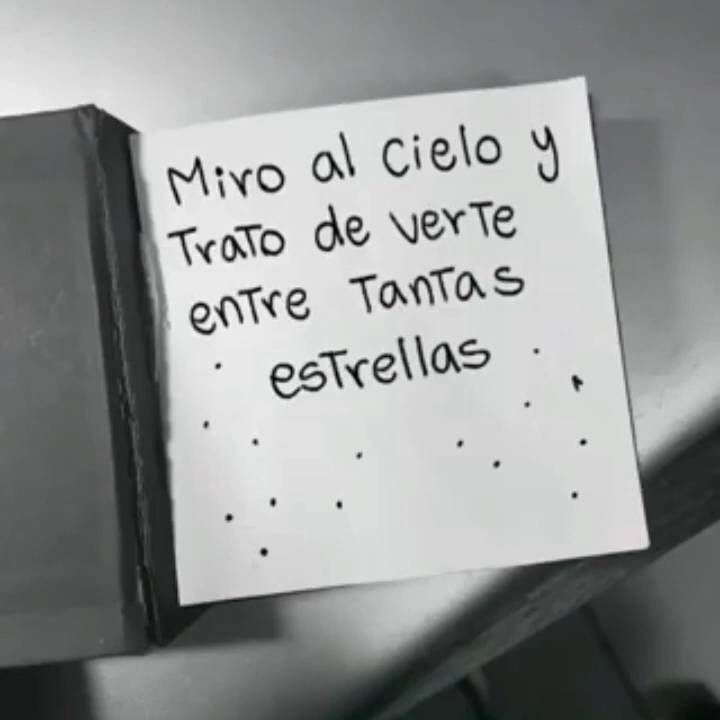 Miro al cielo y
Trato de verte
entre Tantas
estrellas